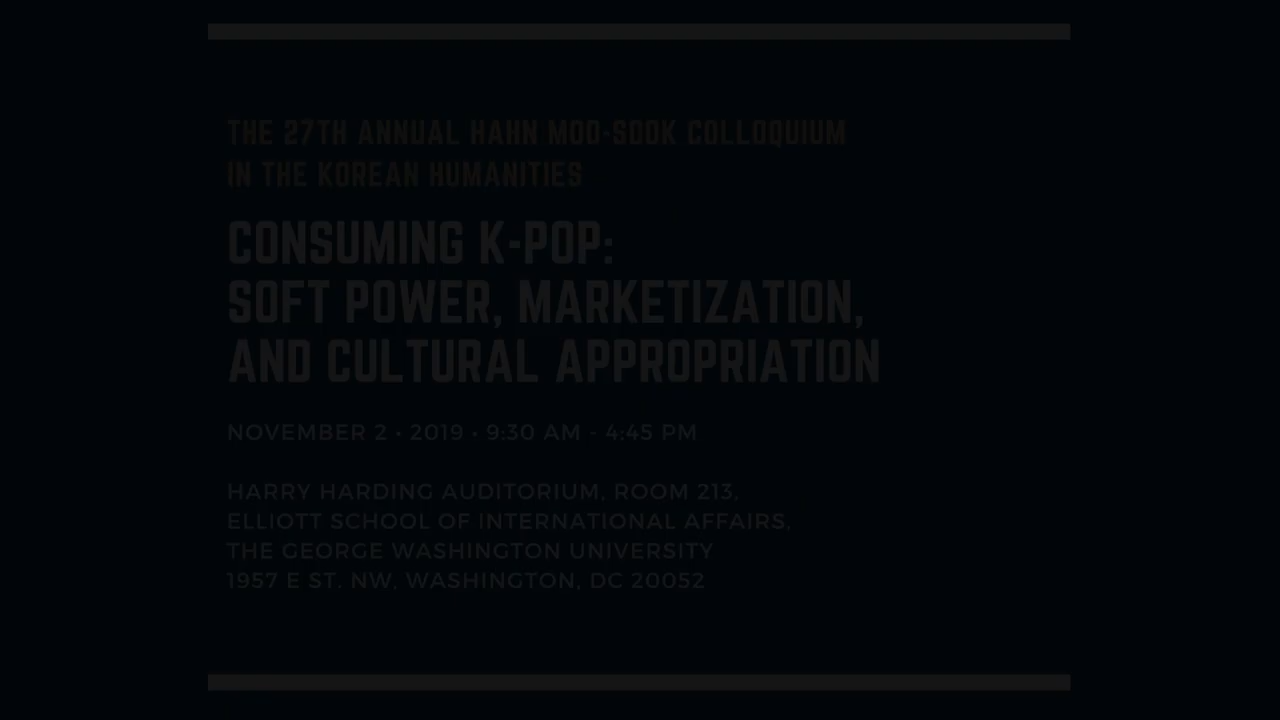 THE 27TH ANNUAL HAHN MOO-SOOK COLLOQUIUM
IN THE KOREAN HUMANITIES
CONSUMING K-POP:
SOFT POWER, MARKETIZATION,
AND CULTURAL APPROPRIATION
NOVEMBER 2 • 2019 • 9:30 AM - 4:45 PM
HARRY HARDING AUDITORIUM, ROOM 213,
ELLIOTT SCHOOL OF INTERNATIONAL AFFAIRS,
THE GEORGE WASHINGTON UNIVERSITY
1957 E ST. NW, WASHINGTON, DC 20052